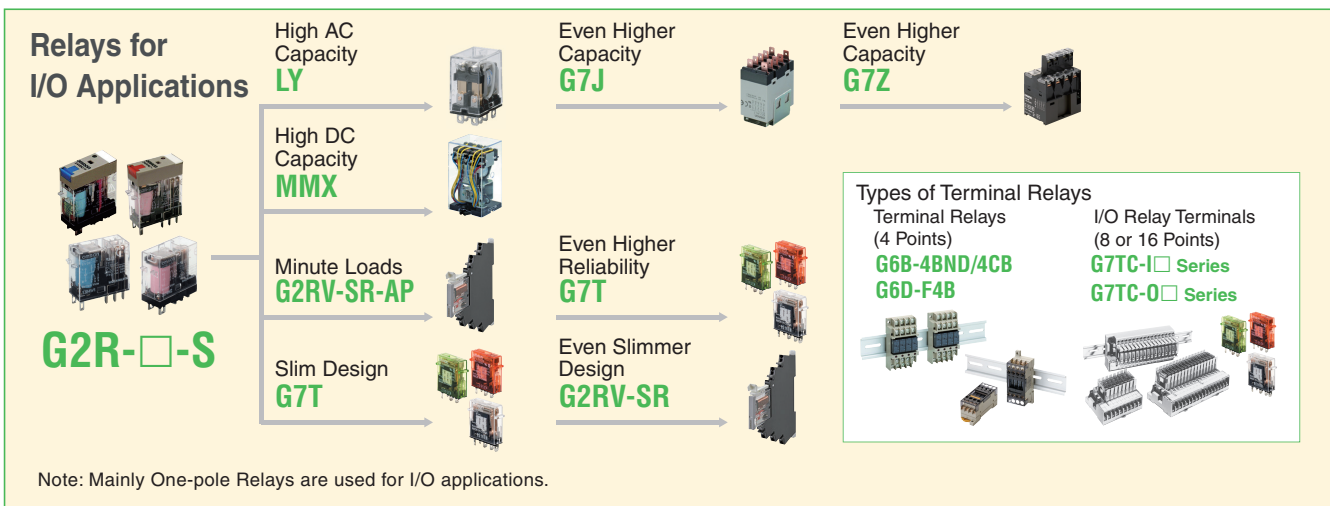 Relays for
I/O Applications
G2R-□-S
High AC
Capacity
LY
Even Higher
Capacity
G7J
Even Higher
Capacity
G7Z
High DC
Capacity
MMX
Minute Loads
G2RV-SR-AP
Even Higher
Reliability
G7T
Slim Design
G7T
Even Slimmer
Design
G2RV-SR
Types of Terminal Relays
Terminal Relays
(4 Points)
G6B-4BND/4CB
G6D-F4B
I/O Relay Terminals
(8 or 16 Points)
G7TC-I□ Series
G7TC-O□ Series
Note: Mainly One-pole Relays are used for I/O applications.